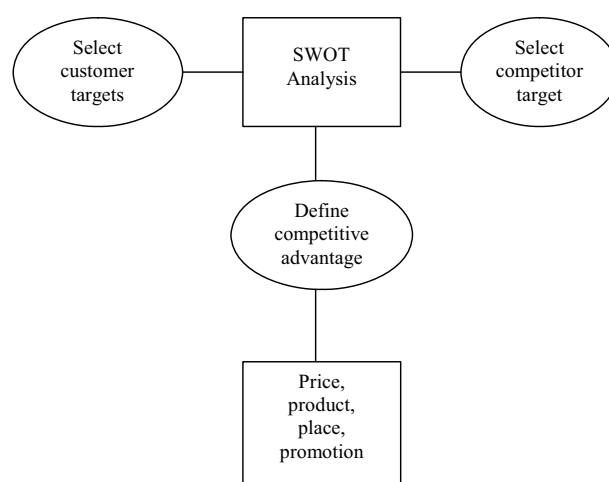 Select
customer
targets
SWOT
Analysis
Select
competitor
target
Define
competitive
advantage
Price,
product,
place,
promotion